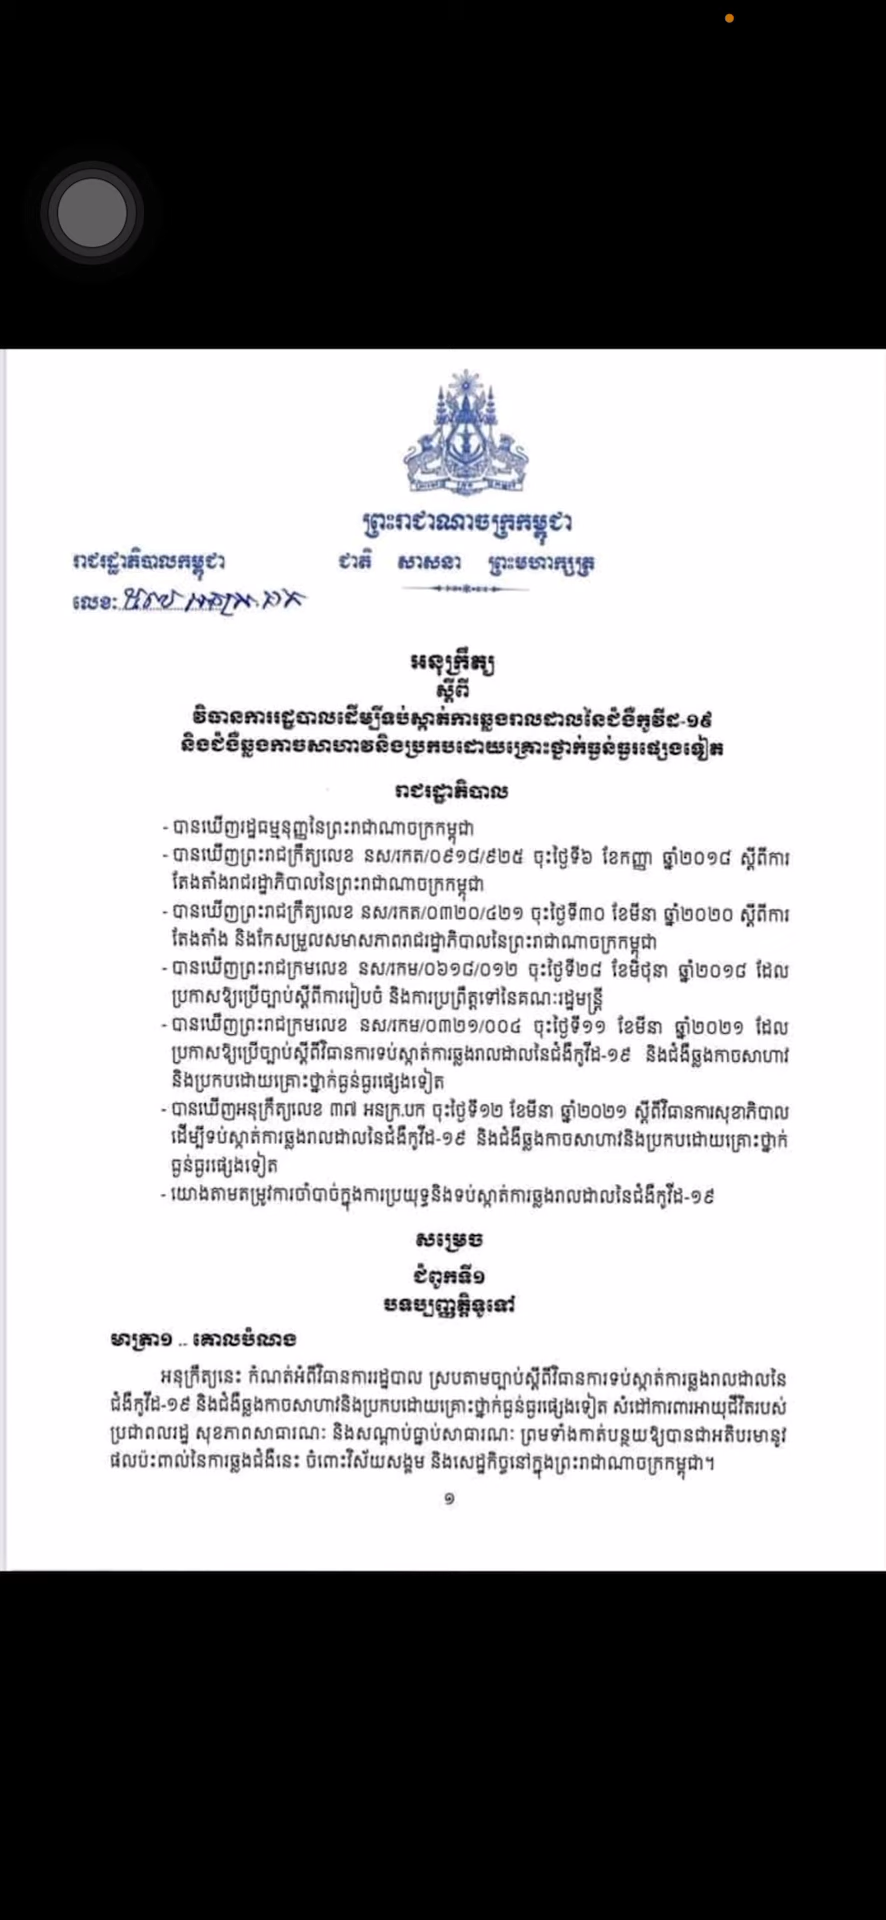 ព្រះរាជាណាចក្រកម្ពុជា
រាជរដ្ឋាភិបាលកម្ពុជា
ជាតិ សាសនា ព្រះមហាក្សត្រ
លេខ:
អនុក្រឹត្យ
ស្តីពី
វិធានការរដ្ឋបាលដើម្បីទប់ស្កាត់ការឆ្លងរាលដាលនៃជំងឺកូវីដ-១៩
និងជំងឺឆ្លងកាចសាហាវនិងប្រកបដោយគ្រោះថ្នាក់ធ្ងន់ធ្ងរផ្សេងទៀត
រាជរដ្ឋាភិបាល
- បានឃើញរដ្ឋធម្មនុញ្ញនៃព្រះរាជាណាចក្រកម្ពុជា
- បានឃើញព្រះរាជក្រឹត្យលេខ នស/រកត/០៩១៨/៩២៥ ចុះថ្ងៃទី៦ ខែកញ្ញា ឆ្នាំ២០១៨ ស្តីពីការ
តែងតាំងរាជរដ្ឋាភិបាលនៃព្រះរាជាណាចក្រកម្ពុជា
- បានឃើញព្រះរាជក្រឹត្យលេខ នស/រកត/០៣២០/៤២១ ចុះថ្ងៃទី៣០ ខែមីនា ឆ្នាំ២០២០ ស្តីពីការ
តែងតាំង និងកែសម្រួលសមាសភាពរាជរដ្ឋាភិបាលនៃព្រះរាជាណាចក្រកម្ពុជា
- បានឃើញព្រះរាជក្រមលេខ នស/រកម/០៦១៨/០១២ ចុះថ្ងៃទី២៨ ខែមិថុនា ឆ្នាំ២០១៨ ដែល
ប្រកាសឱ្យប្រើច្បាប់ស្តីពីការរៀបចំ និងការប្រព្រឹត្តទៅនៃគណៈរដ្ឋមន្ត្រី
- បានឃើញព្រះរាជក្រមលេខ នស/រកម/០៣២១/០០៤ ចុះថ្ងៃទី១១ ខែមីនា ឆ្នាំ២០២១ ដែល
ប្រកាសឱ្យប្រើច្បាប់ស្តីពីវិធានការទប់ស្កាត់ការឆ្លងរាលដាលនៃជំងឺកូវីដ-១៩ និងជំងឺឆ្លងកាចសាហាវ
និងប្រកបដោយគ្រោះថ្នាក់ធ្ងន់ធ្ងរផ្សេងទៀត
- បានឃើញអនុក្រឹត្យលេខ ៣៧ អនក្រ.បក ចុះថ្ងៃទី១២ ខែមីនា ឆ្នាំ២០២១ ស្តីពីវិធានការសុខាភិបាល
ដើម្បីទប់ស្កាត់ការឆ្លងរាលដាលនៃជំងឺកូវីដ-១៩ និងជំងឺឆ្លងកាចសាហាវនិងប្រកបដោយគ្រោះថ្នាក់
ធ្ងន់ធ្ងរផ្សេងទៀត
- យោងតាមតម្រូវការចាំបាច់ក្នុងការប្រយុទ្ធនិងទប់ស្កាត់ការឆ្លងរាលដាលនៃជំងឺកូវីដ-១៩
សម្រេច
ជំពូកទី១
បទប្បញ្ញត្តិទូទៅ
មាត្រា១ .. គោលបំណង
អនុក្រឹត្យនេះ កំណត់អំពីវិធានការរដ្ឋបាល ស្របតាមច្បាប់ស្តីពីវិធានការទប់ស្កាត់ការឆ្លងរាលដាលនៃ
ជំងឺកូវីដ-១៩ និងជំងឺឆ្លងកាចសាហាវនិងប្រកបដោយគ្រោះថ្នាក់ធ្ងន់ធ្ងរផ្សេងទៀត សំដៅការពារអាយុជីវិតរបស់
ប្រជាពលរដ្ឋ សុខភាពសាធារណៈ និងសណ្តាប់ធ្នាប់សាធារណៈ ព្រមទាំងកាត់បន្ថយឱ្យបានជាអតិបរមានូវ
ផលប៉ះពាល់នៃការឆ្លងជំងឺនេះ ចំពោះវិស័យសង្គម និងសេដ្ឋកិច្ចនៅក្នុងព្រះរាជាណាចក្រកម្ពុជា។
១